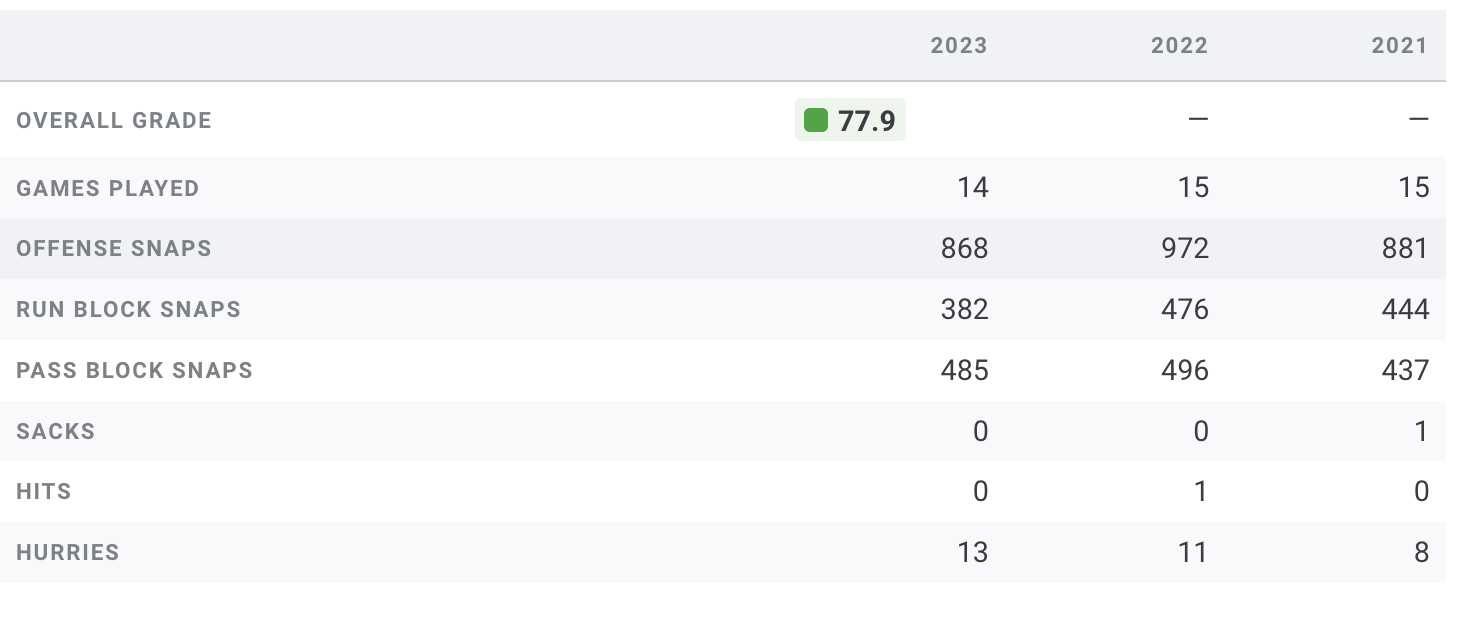 2023 2022 2021
OVERALL GRADE 77.9 — —
GAMES PLAYED 14 15 15
OFFENSE SNAPS 868 972 881
RUN BLOCK SNAPS 382 476 444
PASS BLOCK SNAPS 485 496 437
SACKS 0 0 1
HITS 0 1 0
HURRIES 13 11 8